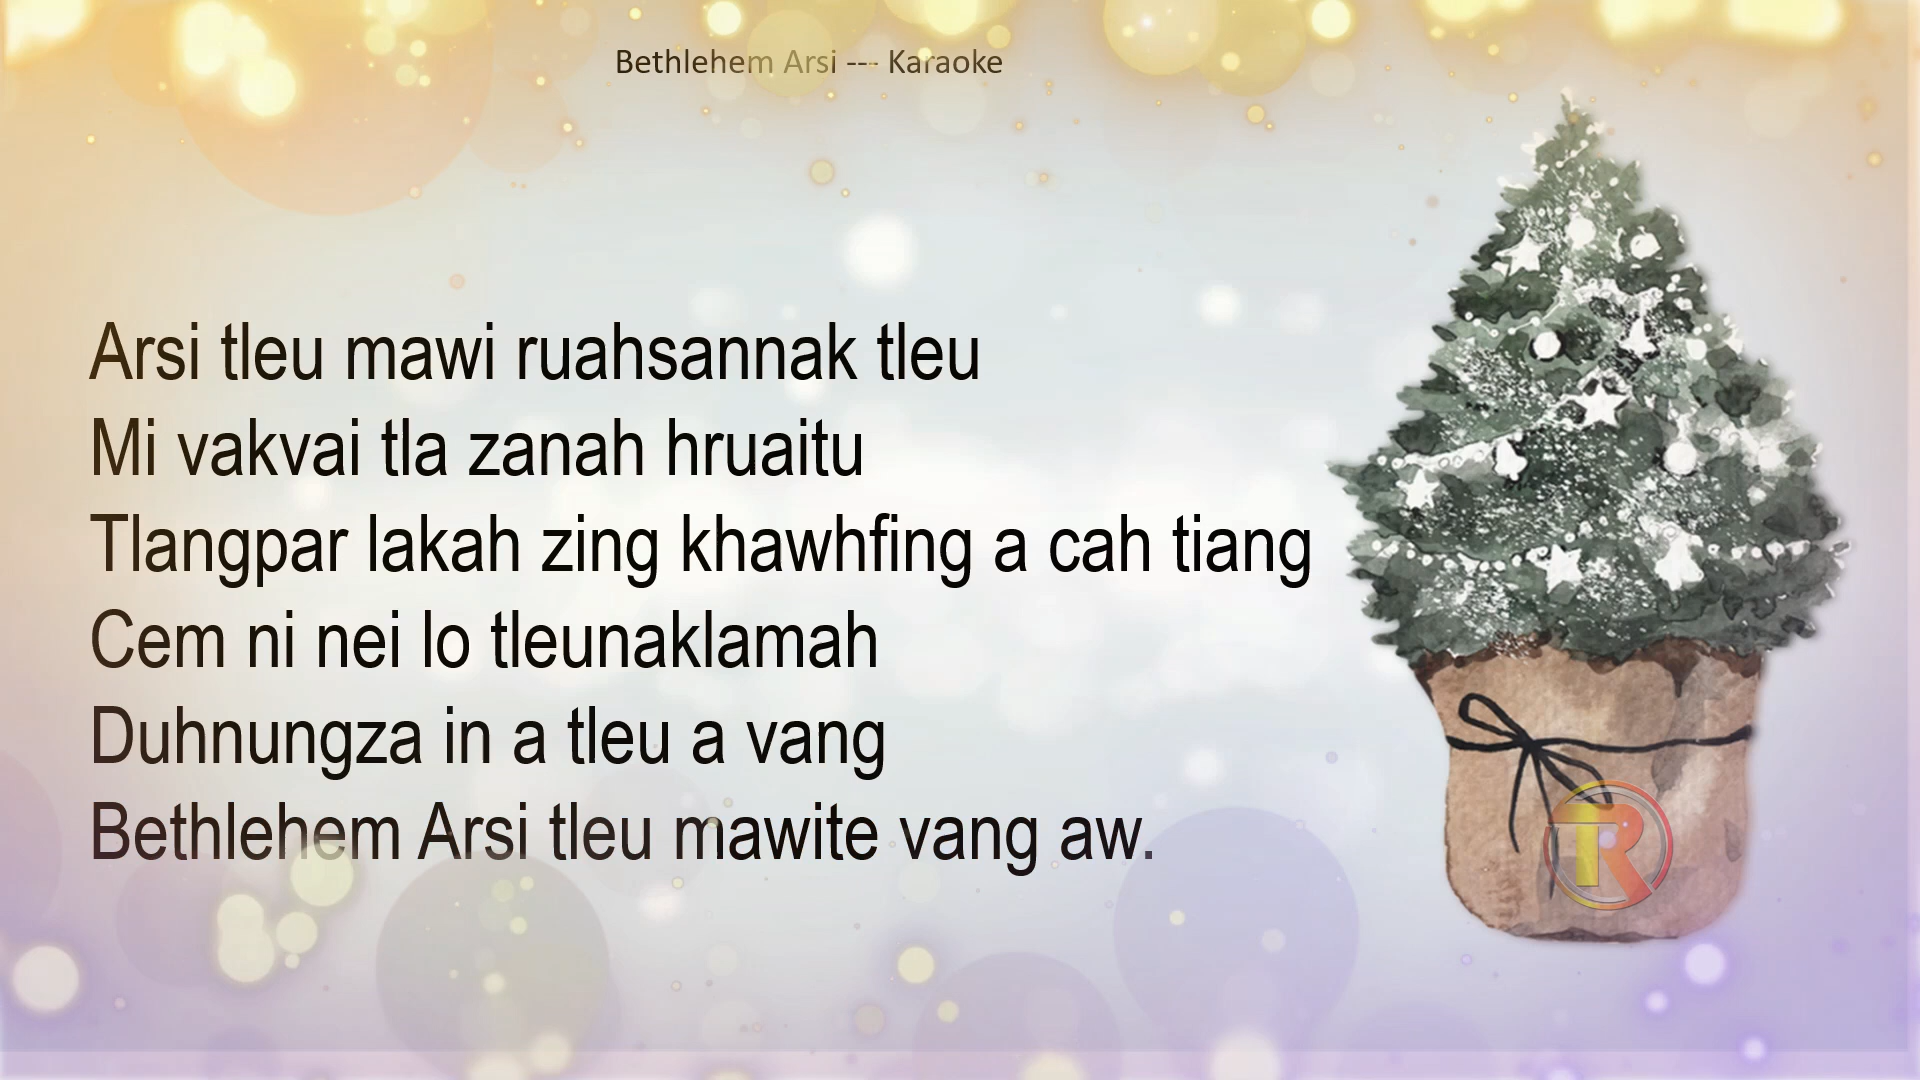 Bethlehem Arsi --- Karaoke
Arsi tleu mawi ruahsannak tleu
Mi vakvai tla zanah hruaitu
Tlangpar lakah zing khawhfing a cah tiang
Cem ni nei lo tleunaklamah
Duhnungza in a tleu a vang
Bethlehem Arsi tleu mawite vang aw.
TR